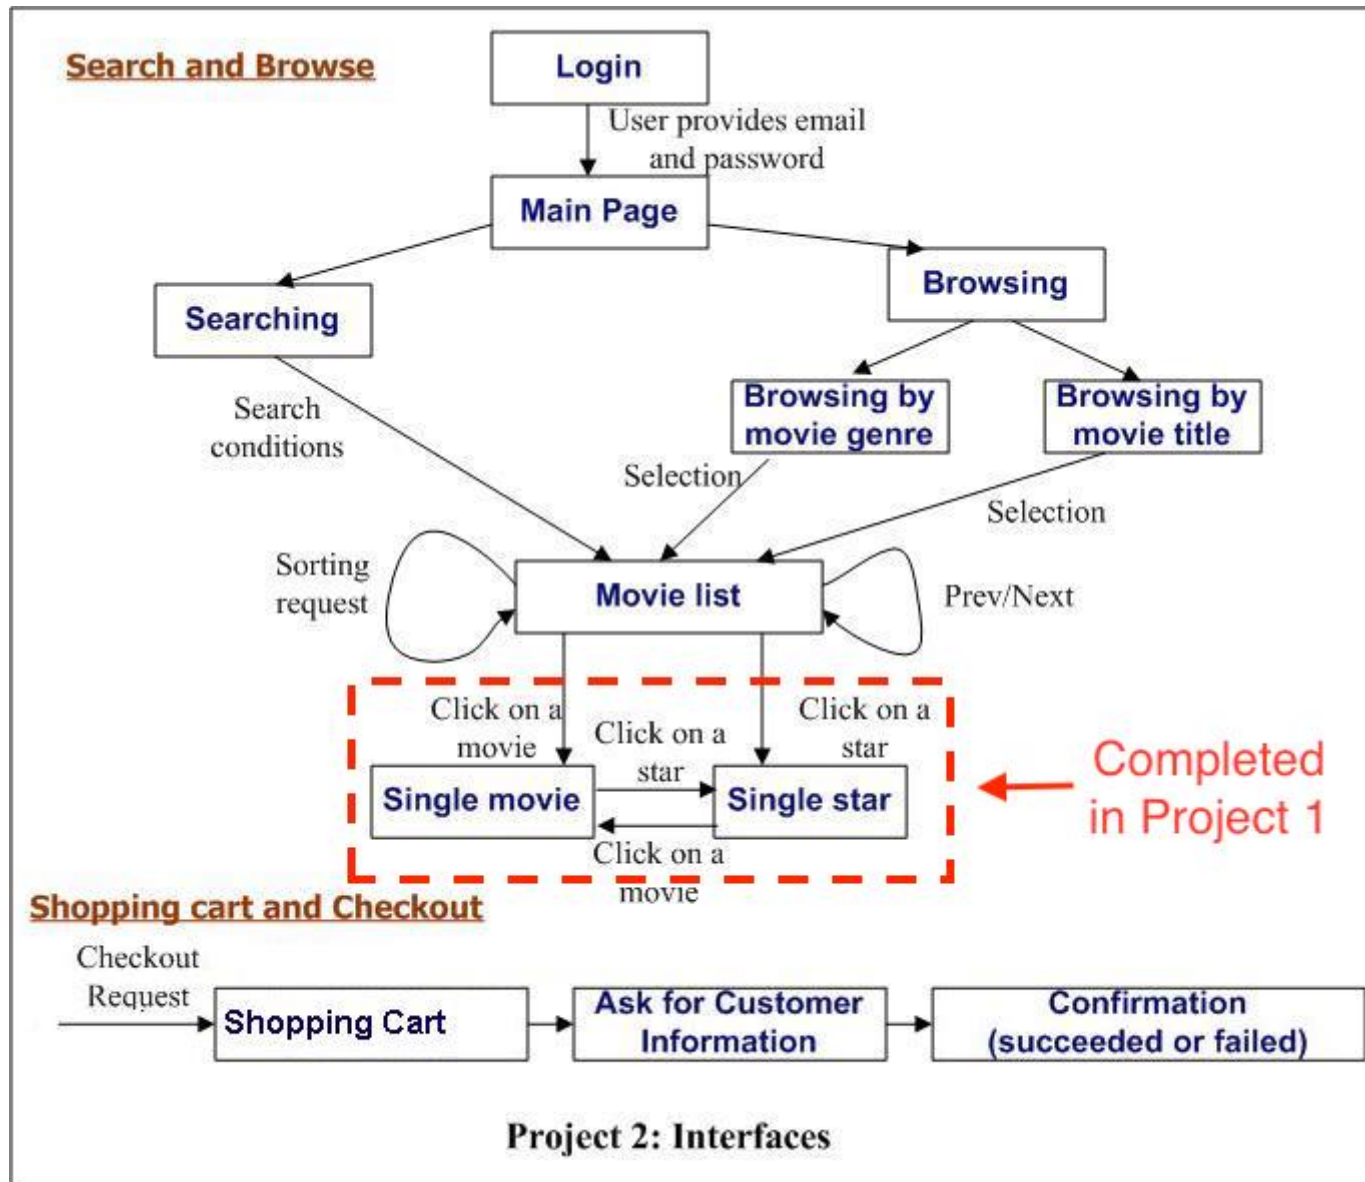 Search and Browse
Login
User provides email
and password
Main Page
Searching
Browsing
Search
conditions
Browsing by
movie genre
Browsing by
movie title
Selection
Selection
Sorting
request
Movie list
Prev/Next
Click on a
movie
Click on a
star
Click on a
star
Single movie
Single star
Click on a
movie
Completed
in Project 1
Shopping cart and Checkout
Checkout
Request
Shopping Cart
Ask for Customer
Information
Confirmation
(succeeded or failed)
Project 2: Interfaces